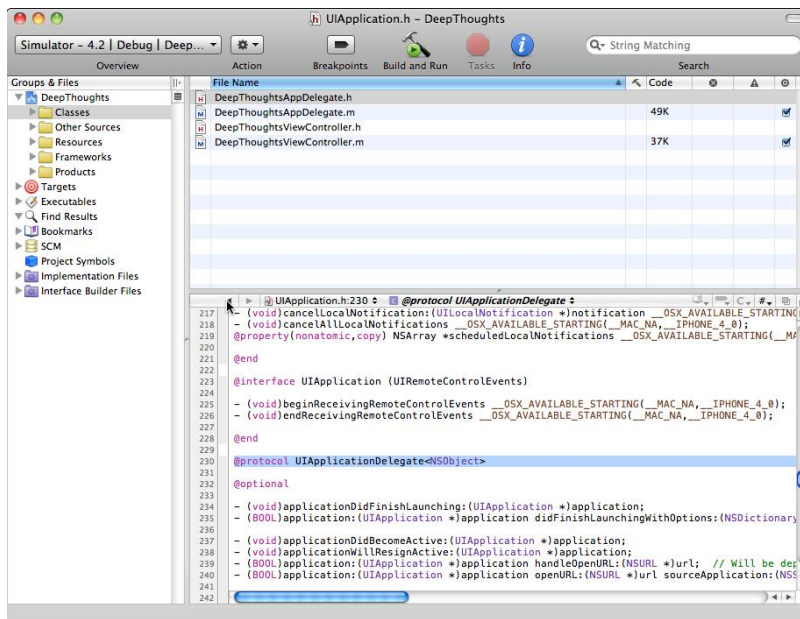 UIApplication.h - DeepThoughts
Simulator - 4.2 | Debug | Deep...
String Matching
Overview Action Breakpoints Build and Run Tasks Info Search
Groups & Files
DeepThoughts
Classes
Other Sources
Resources
Frameworks
Products
Targets
Executables
Find Results
Bookmarks
SCM
Project Symbols
Implementation Files
Interface Builder Files
File Name Code
DeepThoughtsAppDelegate.h
DeepThoughtsAppDelegate.m 49K
DeepThoughtsViewController.h
DeepThoughtsViewController.m 37K
UIApplication.h:230 @protocol UIApplicationDelegate C #
217 - (void)cancelLocalNotification:(UILocalNotification *)notification __OSX_AVAILABLE_STARTING
218 - (void)cancelAllLocalNotifications __OSX_AVAILABLE_STARTING(__MAC_NA,__IPHONE_4_0);
219 @property(nonatomic,copy) NSArray *scheduledLocalNotifications __OSX_AVAILABLE_STARTING(__MA
220
221 @end
222
223 @interface UIApplication (UIRemoteControlEvents)
224
225 - (void)beginReceivingRemoteControlEvents __OSX_AVAILABLE_STARTING(__MAC_NA,__IPHONE_4_0);
226 - (void)endReceivingRemoteControlEvents __OSX_AVAILABLE_STARTING(__MAC_NA,__IPHONE_4_0);
227
228 @end
229
230 @protocol UIApplicationDelegate<NSObject>
231
232 @optional
233
234 - (void)applicationDidFinishLaunching:(UIApplication *)application;
235 - (BOOL)application:(UIApplication *)application didFinishLaunchingWithOptions:(NSDictionary
236
237 - (void)applicationDidBecomeActive:(UIApplication *)application;
238 - (void)applicationWillResignActive:(UIApplication *)application;
239 - (BOOL)application:(UIApplication *)application handleOpenURL:(NSURL *)url; // Will be dep
240 - (BOOL)application:(UIApplication *)application openURL:(NSURL *)url sourceApplication:(NSS
241
242